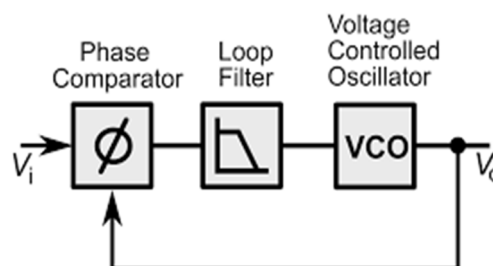 Phase
Comparator
Loop
Filter
Voltage
Controlled
Oscillator
Vi
ϕ
VCO